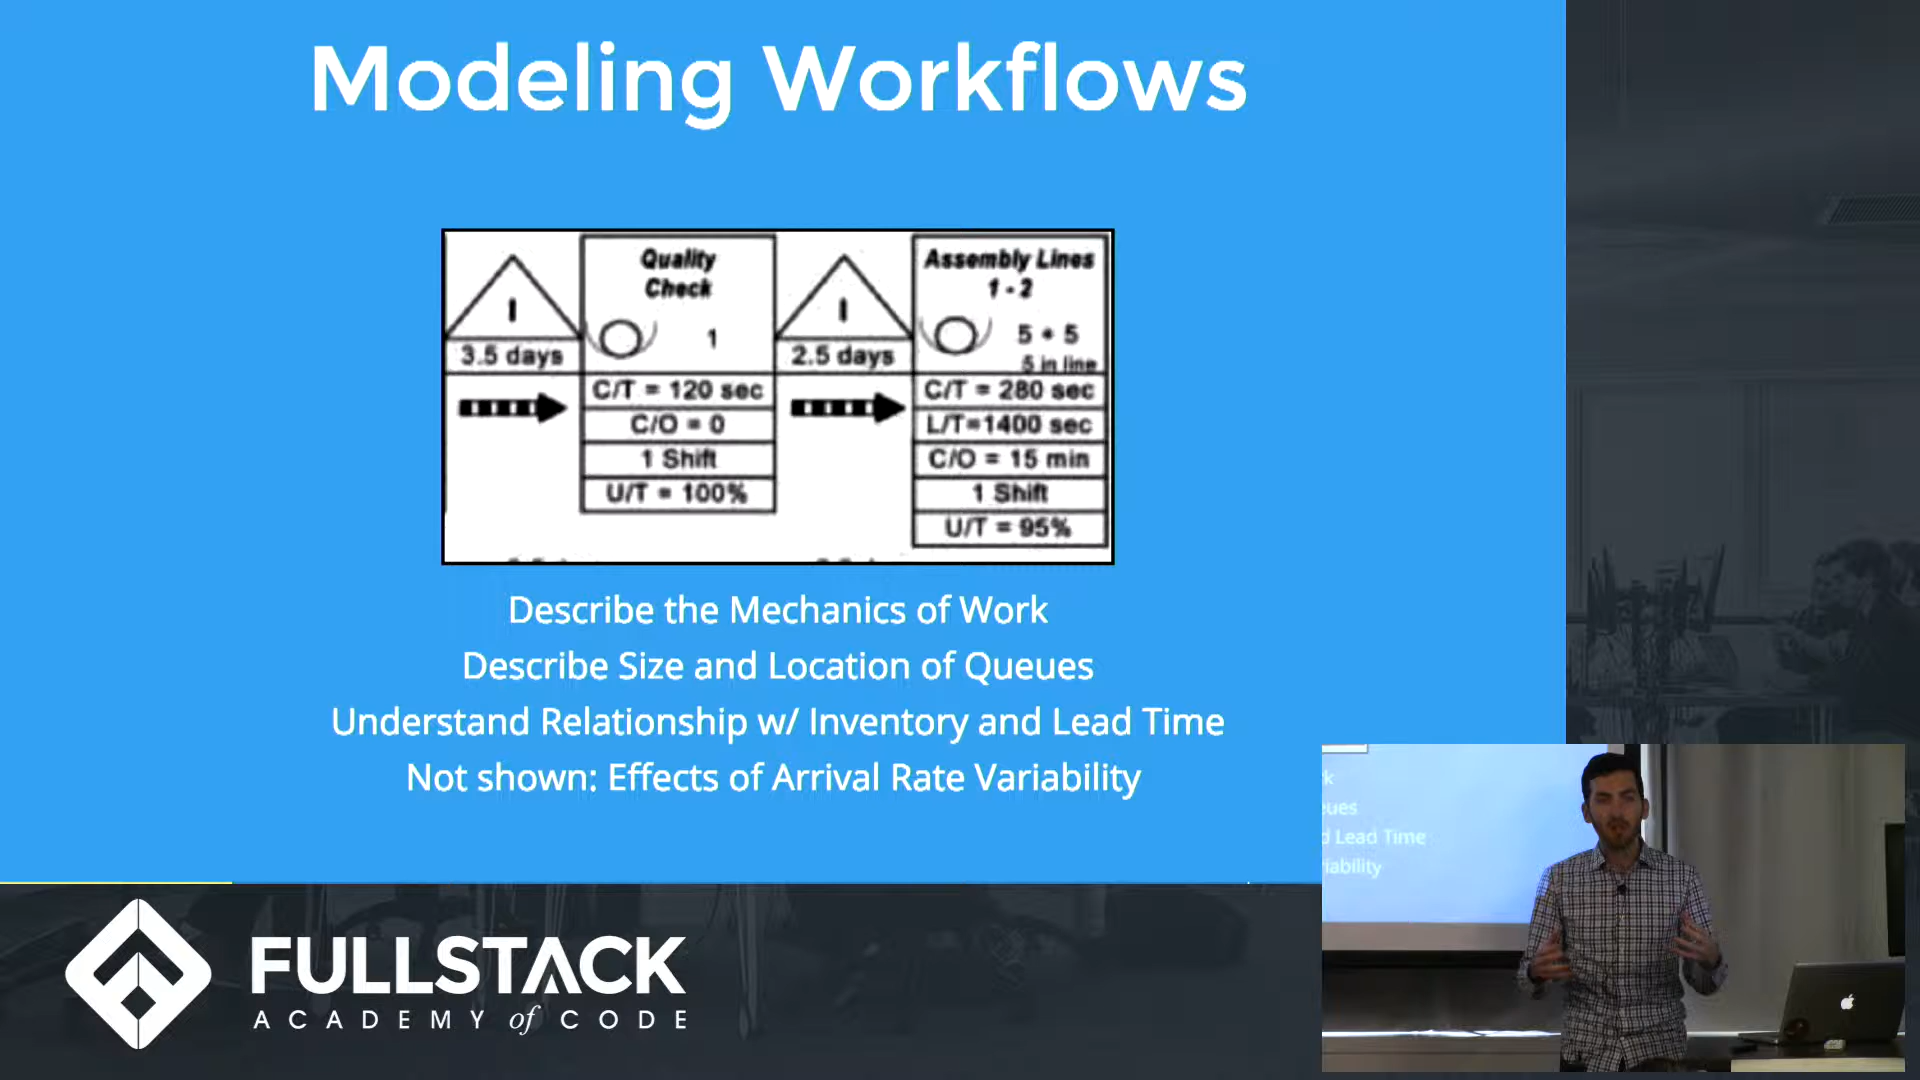 Modeling Workflows
I
3.5 days
Quality
Check
1
C/T = 120 sec
C/O = 0
1 Shift
U/T = 100%
I
2.5 days
Assembly Lines
1 - 2
5 + 5
5 in line
C/T = 280 sec
L/T=1400 sec
C/O = 15 min
1 Shift
U/T = 95%
Describe the Mechanics of Work
Describe Size and Location of Queues
Understand Relationship w/ Inventory and Lead Time
Not shown: Effects of Arrival Rate Variability
Lead Time
FULLSTACK
ACADEMY of CODE